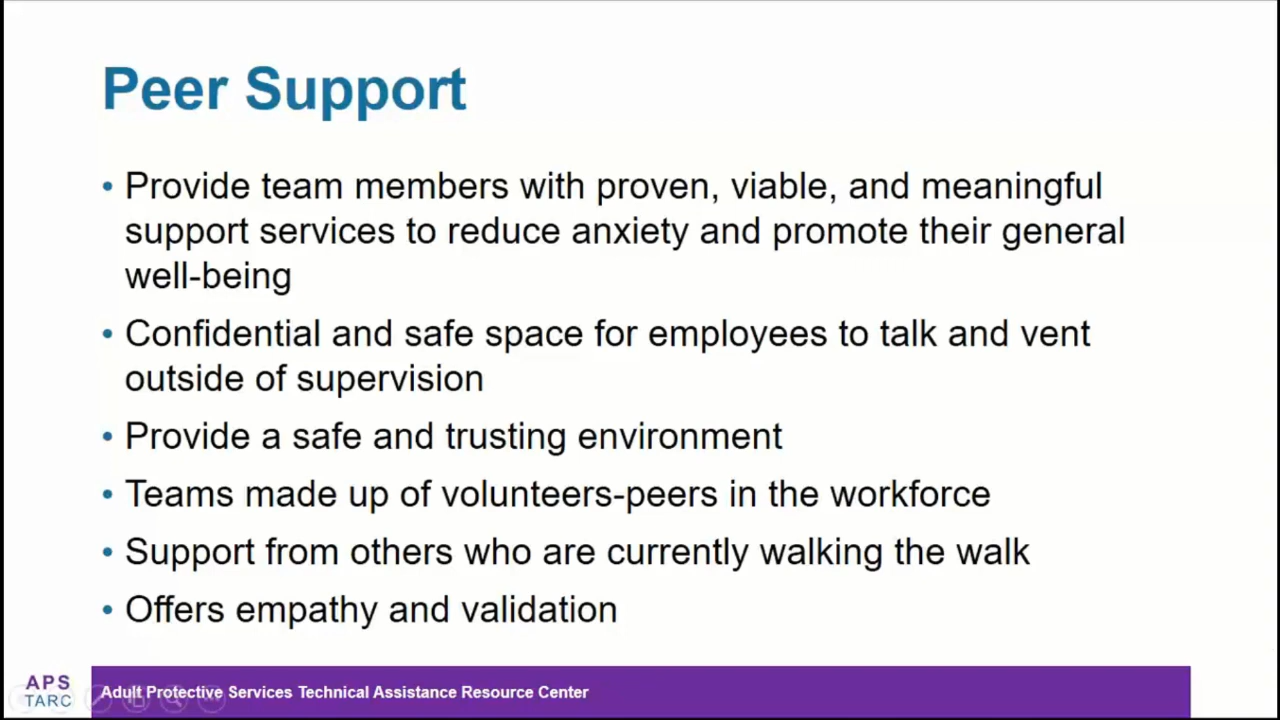 Peer Support
• Provide team members with proven, viable, and meaningful
support services to reduce anxiety and promote their general
well-being
• Confidential and safe space for employees to talk and vent
outside of supervision
• Provide a safe and trusting environment
• Teams made up of volunteers-peers in the workforce
• Support from others who are currently walking the walk
• Offers empathy and validation
APS
TARC
Adult Protective Services Technical Assistance Resource Center